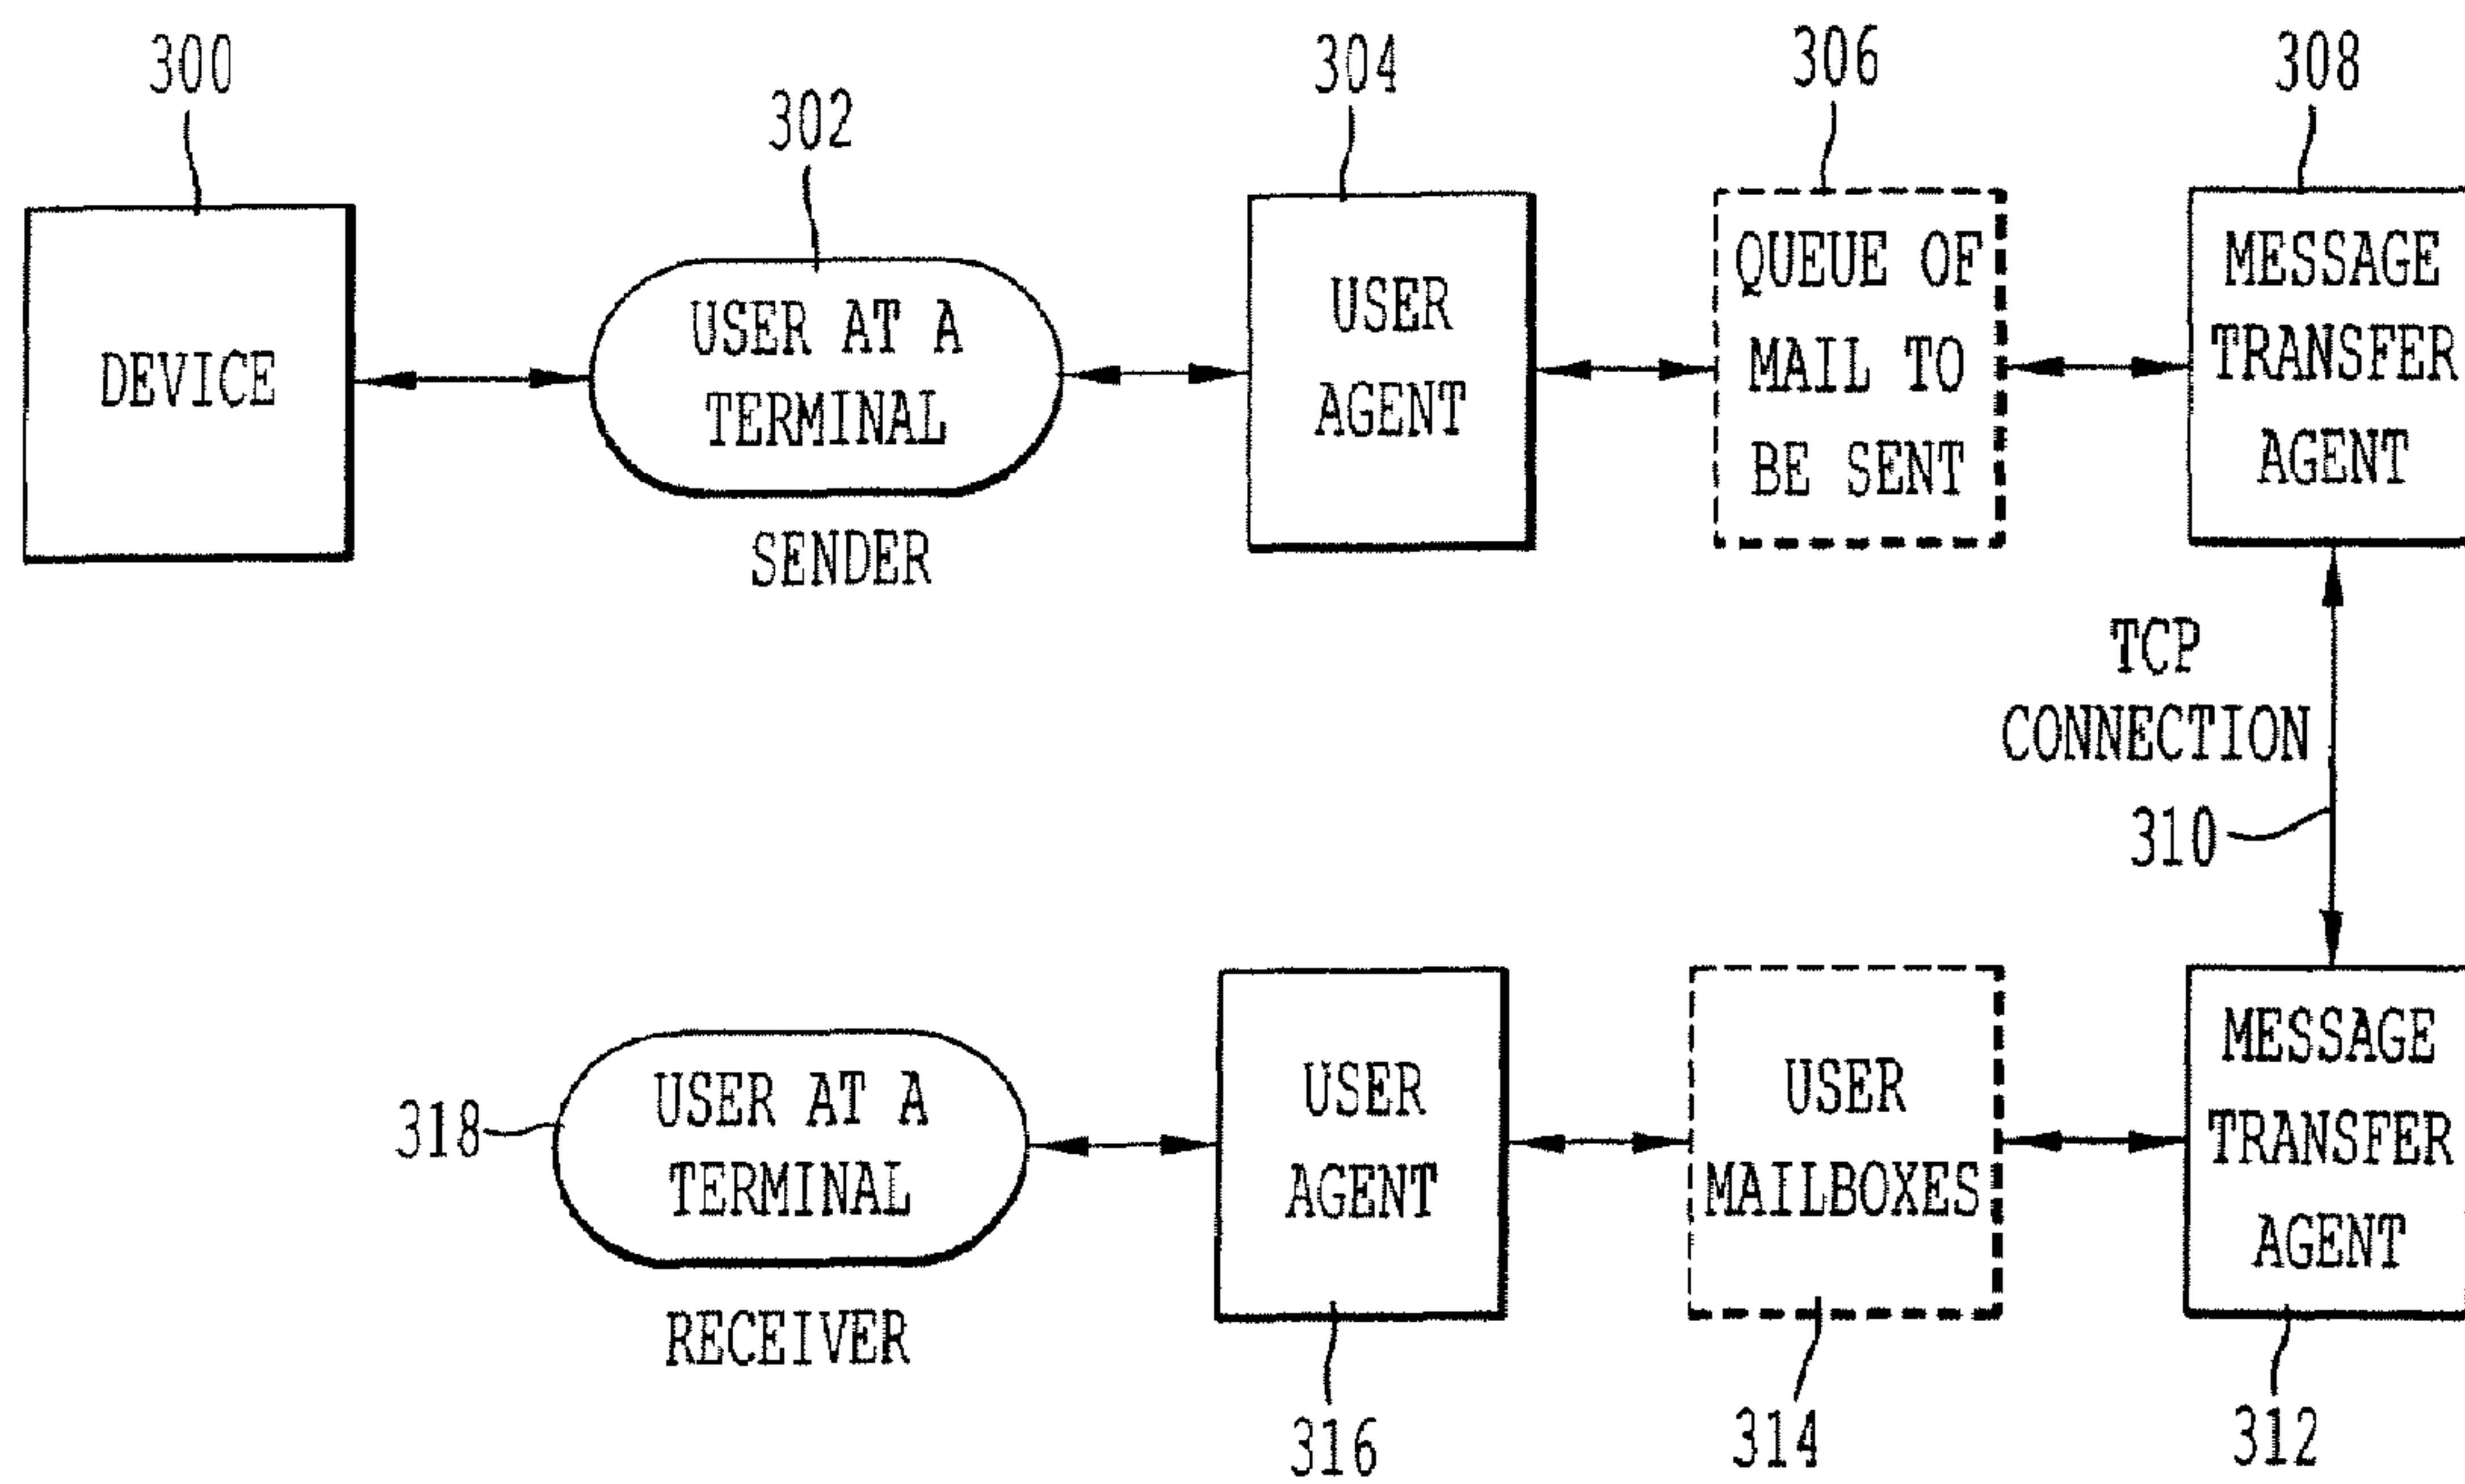 300
302
304
306
308
DEVICE
USER AT A
TERMINAL
SENDER
USER
AGENT
QUEUE OF
MAIL TO
BE SENT
MESSAGE
TRANSFER
AGENT
TCP
CONNECTION
310
318
USER AT A
TERMINAL
RECEIVER
USER
AGENT
316
USER
MAILBOXES
314
MESSAGE
TRANSFER
AGENT
312